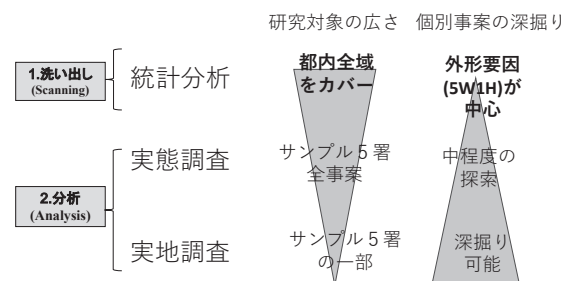 研究対象の広さ 個別事案の深掘り
1.洗い出し
(Scanning)
統計分析
都内全域
をカバー
外形要因
(5W1H)が
中心
実態調査
サンプル5署
全事案
中程度の
探索
2.分析
(Analysis)
実地調査
サンプル5署
の一部
深掘り
可能